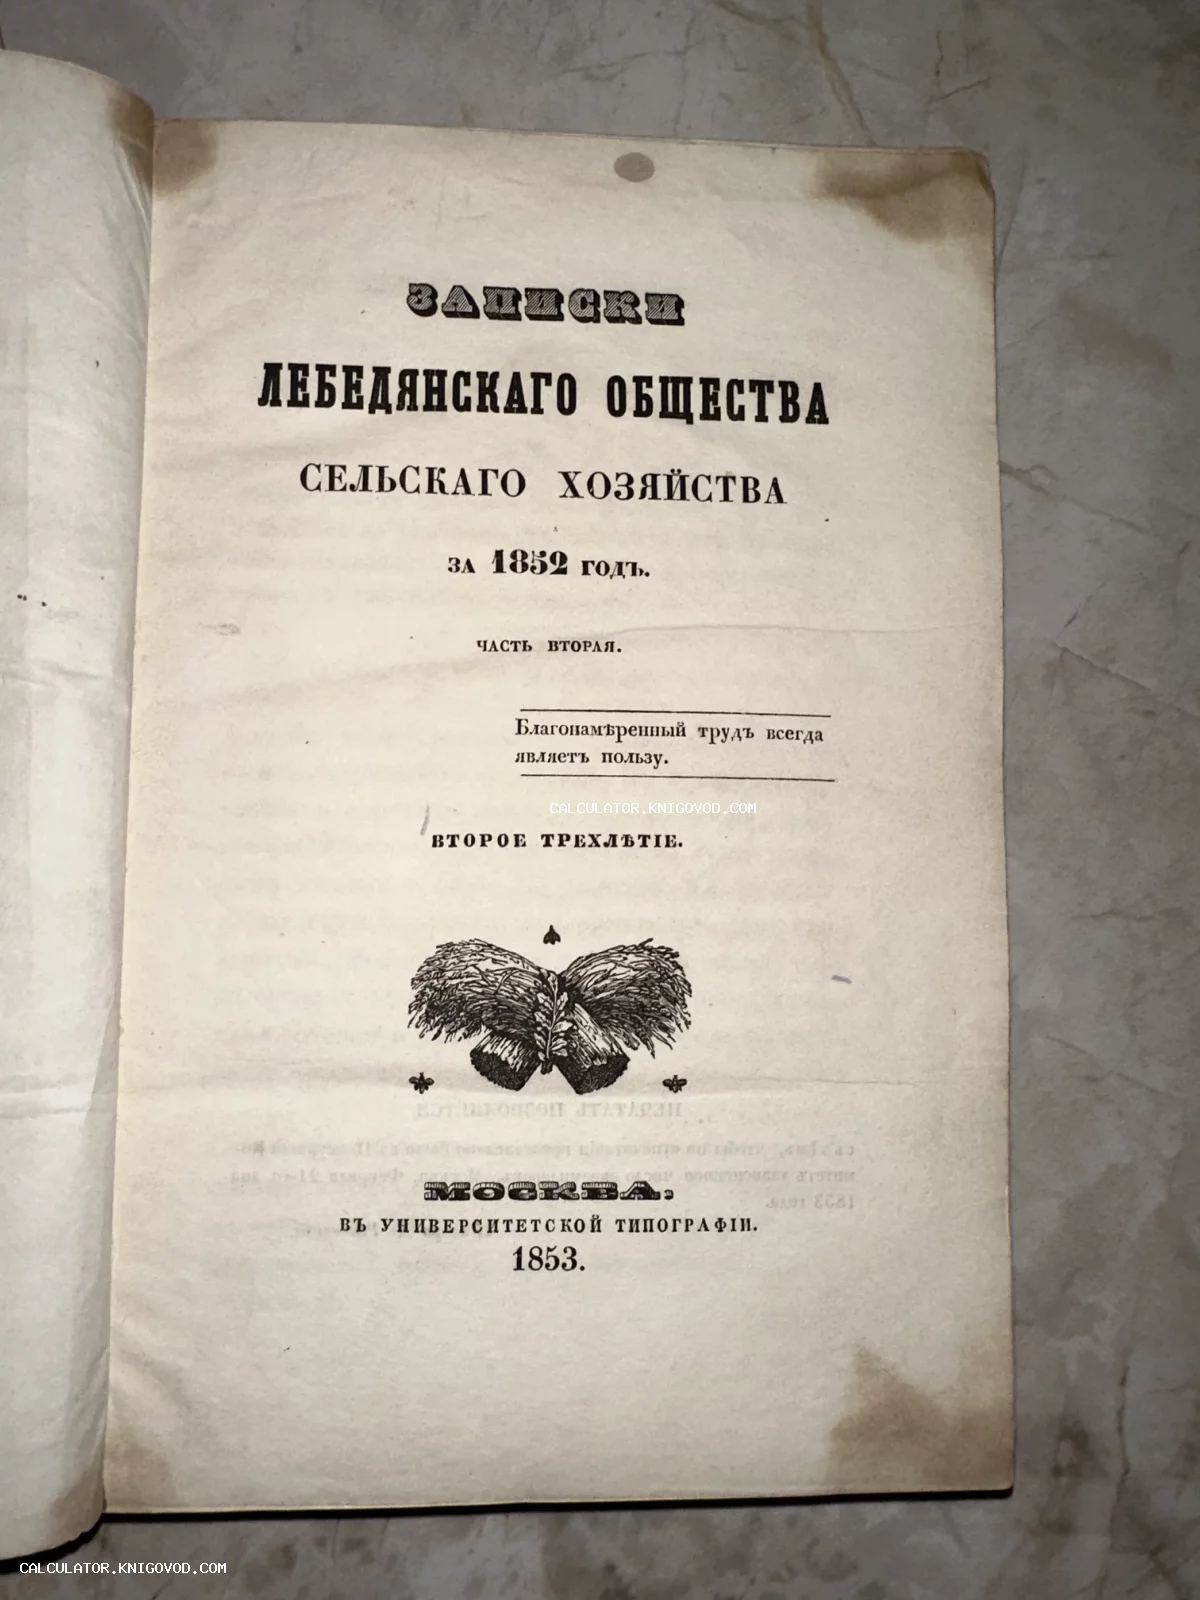 ЗАПИСКИ
ЛЕБЕДЯНСКАГО ОБЩЕСТВА
СЕЛЬСКАГО ХОЗЯЙСТВА
ЗА 1852 ГОДЪ.
ЧАСТЬ ВТОРАЯ.
Благонамѣренный трудъ всегда
являетъ пользу.
CALCULATOR.KNIGOVOD.COM
ВТОРОЕ ТРЕХЛѢТІЕ.
МОСКВА.
ВЪ УНИВЕРСИТЕТСКОЙ ТИПОГРАФІИ.
1853.
CALCULATOR.KNIGOVOD.COM